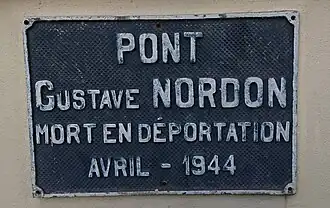 PONT
GUSTAVE NORDON
MORT EN DÉPORTATION
AVRIL - 1944